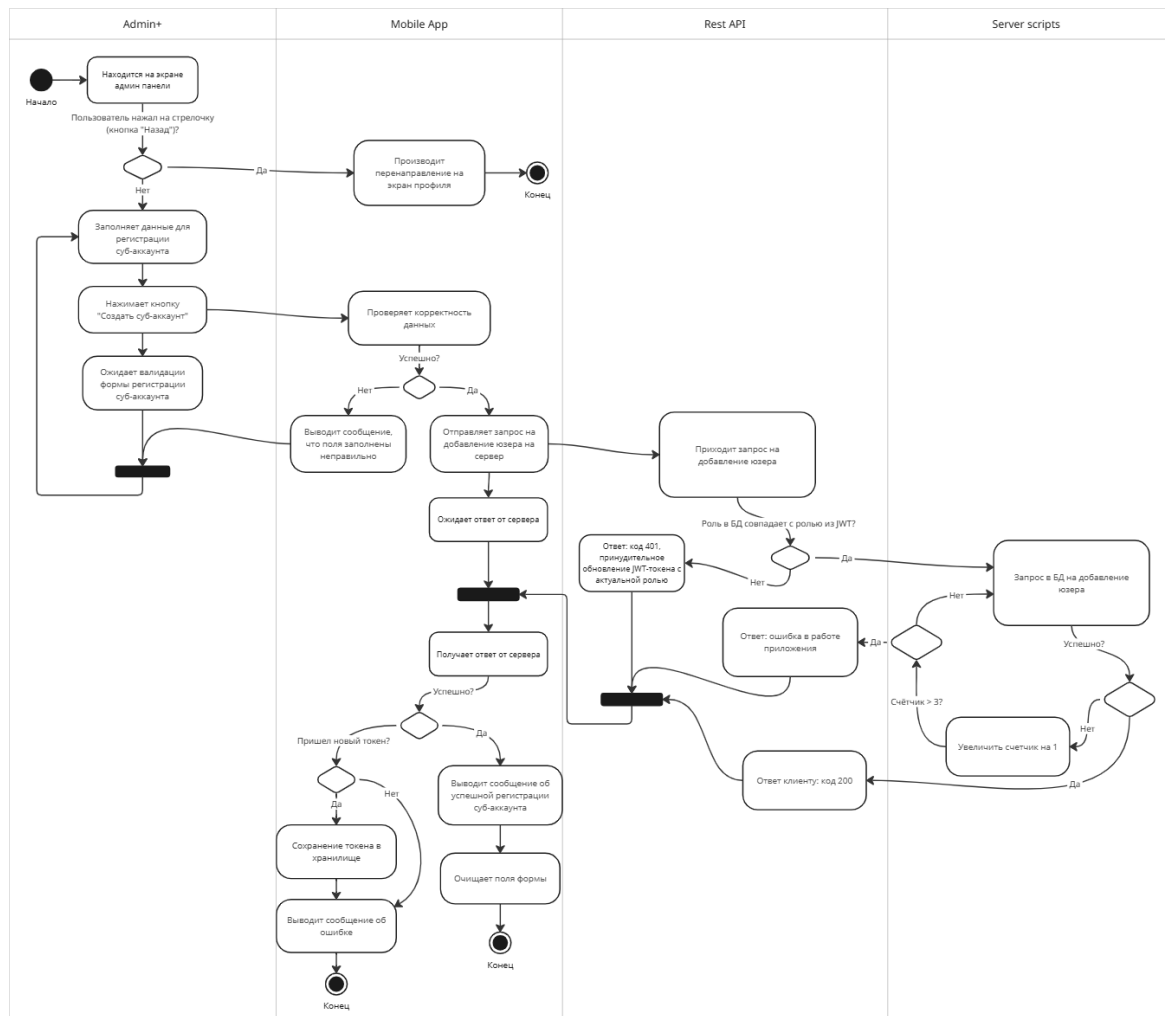 Admin+
Mobile App
Rest API
Server scripts
Находится на экране
админ панели
Начало
Пользователь нажал на стрелочку
(кнопка "Назад")?
Да
Производит
перенаправление на
экран профиля
Конец
Нет
Заполняет данные для
регистрации
суб-аккаунта
Нажимает кнопку
"Создать суб-аккаунт"
Проверяет корректность
данных
Успешно?
Ожидает валидации
формы регистрации
суб-аккаунта
Нет
Да
Выводит сообщение,
что поля заполнены
неправильно
Отправляет запрос на
добавление юзера на
сервер
Приходит запрос на
добавление юзера
Ожидает ответ от сервера
Роль в БД совпадает с ролью из JWT?
Ответ: код 401,
принудительное
обновление JWT-токена с
актуальной ролью
Нет
Да
Запрос в БД на добавление
юзера
Нет
Ответ: ошибка в работе
приложения
Да
Успешно?
Получает ответ от сервера
Успешно?
Счётчик > 3?
Нет
Увеличить счетчик на 1
Да
Пришел новый токен?
Да
Ответ клиенту: код 200
Выводит сообщение об
успешной регистрации
суб-аккаунта
Нет
Да
Сохранение токена в
хранилище
Очищает поля формы
Выводит сообщение об
ошибке
Конец
Конец